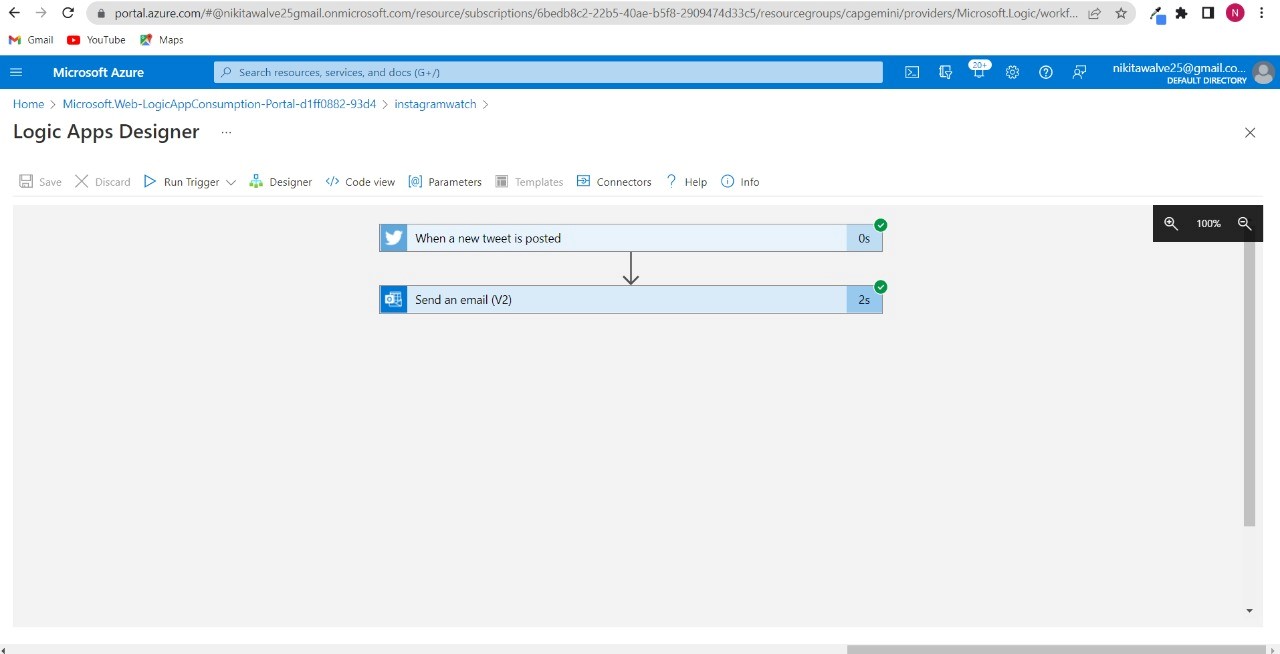 portal.azure.com/#@nikitawalve25gmail.onmicrosoft.com/resource/subscriptions/6bedb8c2-22b5-40ae-b5f8-2909474d33c5/resourcegroups/capgemini/providers/Microsoft.Logic/workf... N
Gmail YouTube Maps
Microsoft Azure Search resources, services, and docs (G+/) 20+ nikitawalve25@gmail.co...
DEFAULT DIRECTORY
Home > Microsoft.Web-LogicAppConsumption-Portal-d1ff0882-93d4 > instagramwatch >
Logic Apps Designer ...
Save Discard Run Trigger Designer Code view Parameters Templates Connectors Help Info
When a new tweet is posted 0s 100%
Send an email (V2) 2s